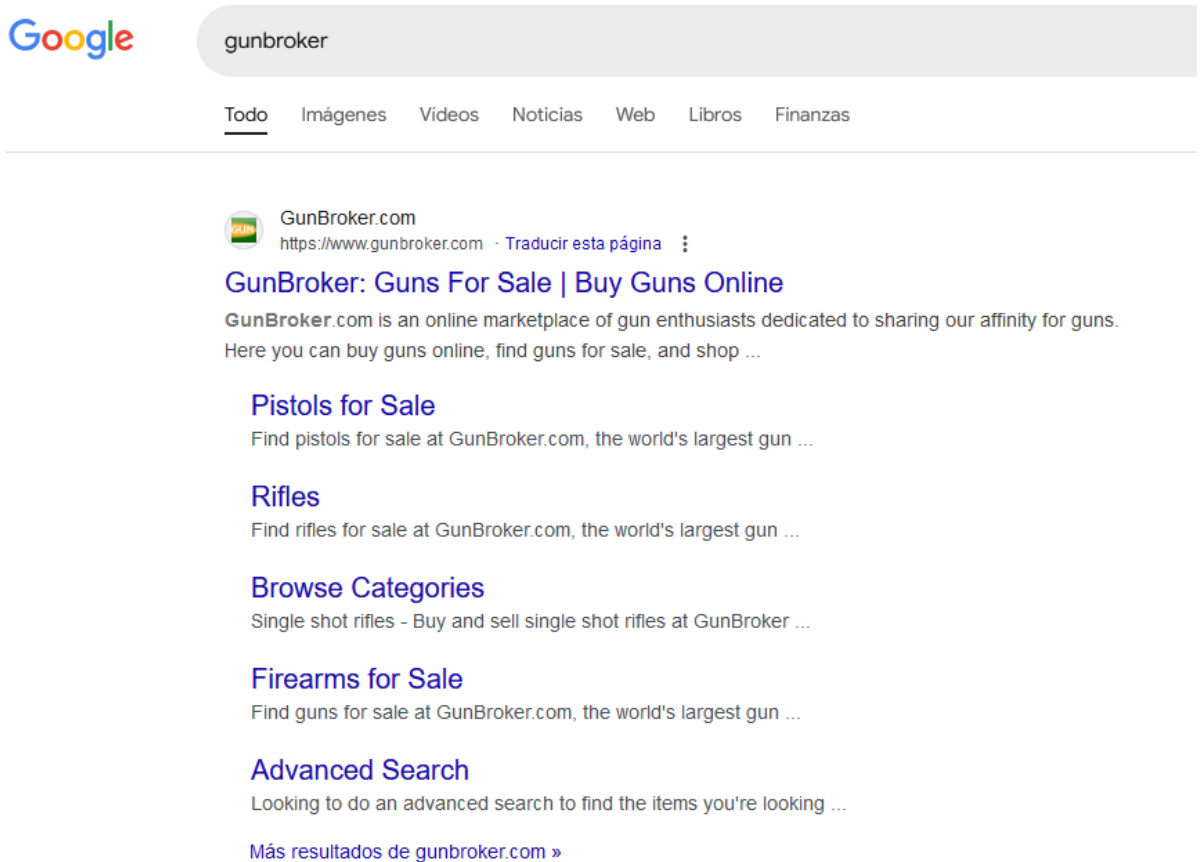 Google
gunbroker
Todo Imágenes Vídeos Noticias Web Libros Finanzas
GUN
GunBroker.com
https://www.gunbroker.com · Traducir esta página
GunBroker: Guns For Sale | Buy Guns Online
GunBroker.com is an online marketplace of gun enthusiasts dedicated to sharing our affinity for guns.
Here you can buy guns online, find guns for sale, and shop ...
Pistols for Sale
Find pistols for sale at GunBroker.com, the world's largest gun ...
Rifles
Find rifles for sale at GunBroker.com, the world's largest gun ...
Browse Categories
Single shot rifles - Buy and sell single shot rifles at GunBroker ...
Firearms for Sale
Find guns for sale at GunBroker.com, the world's largest gun ...
Advanced Search
Looking to do an advanced search to find the items you're looking ...
Más resultados de gunbroker.com »